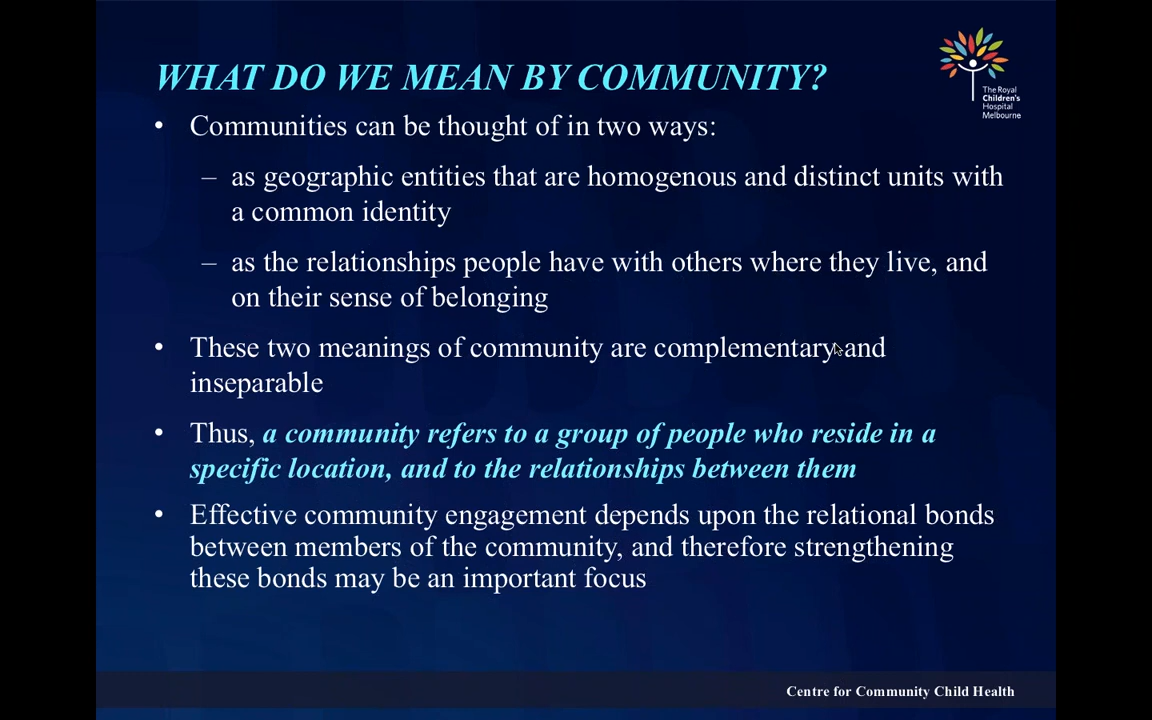 WHAT DO WE MEAN BY COMMUNITY?
The Royal
Children's
Hospital
Melbourne
• Communities can be thought of in two ways:
– as geographic entities that are homogenous and distinct units with
a common identity
– as the relationships people have with others where they live, and
on their sense of belonging
• These two meanings of community are complementary and
inseparable
• Thus, a community refers to a group of people who reside in a
specific location, and to the relationships between them
• Effective community engagement depends upon the relational bonds
between members of the community, and therefore strengthening
these bonds may be an important focus
Centre for Community Child Health